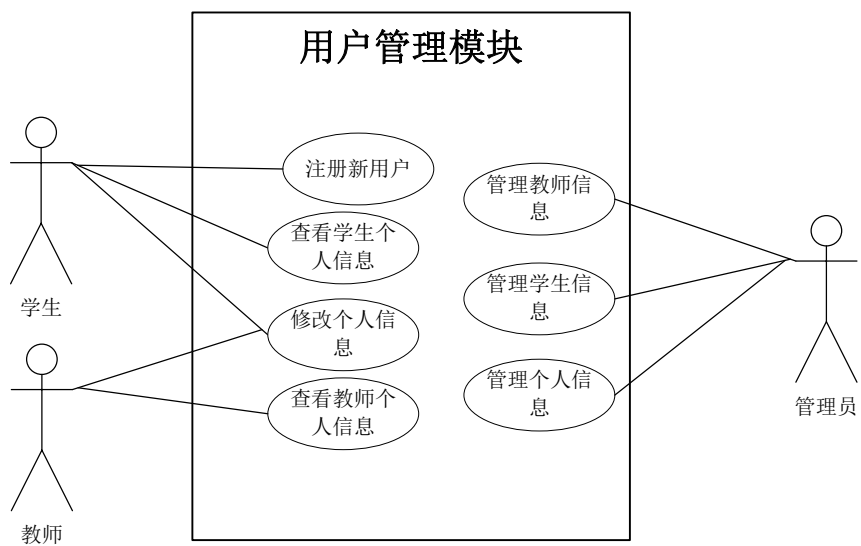 用户管理模块
注册新用户
查看学生个
人信息
修改个人信
息
查看教师个
人信息
管理教师信
息
管理学生信
息
管理个人信
息
学生
教师
管理员